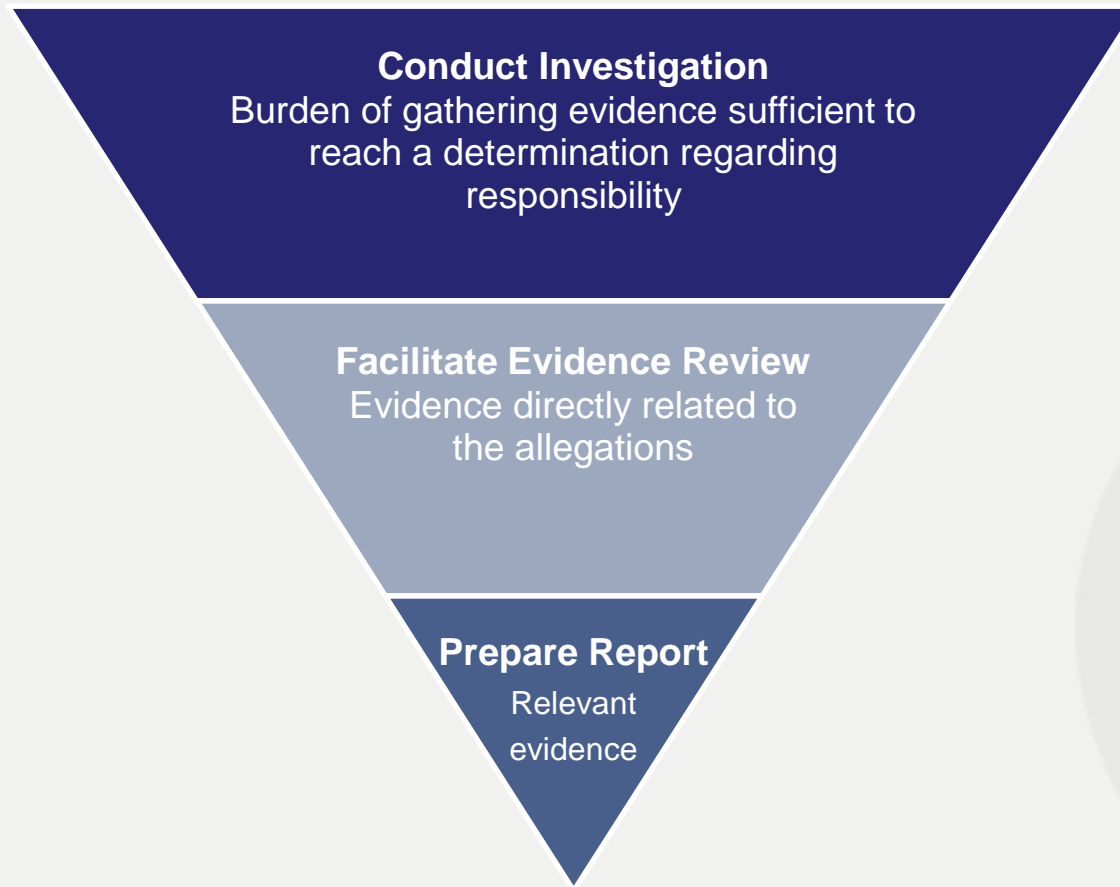 Conduct Investigation
Burden of gathering evidence sufficient to
reach a determination regarding
responsibility
Facilitate Evidence Review
Evidence directly related to
the allegations
Prepare Report
Relevant
evidence